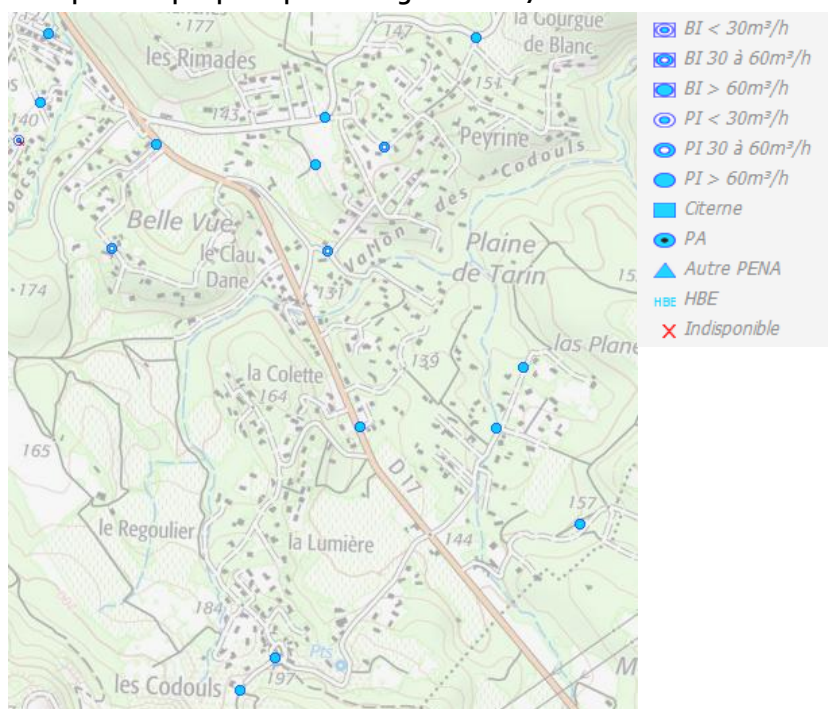 177
la Gourgue
de Blanc
147
les Rimades
151
143
140
Peyrine
Vallon des Codouls
Belle Vue
le Clau
Dane
Plaine
de Tarin
174
131
las Plane
139
la Colette
164
165
D 17
157
le Regoulier
la Lumière
144
184
Pts
197
les Codouls
M
BI < 30m³/h
BI 30 à 60m³/h
BI > 60m³/h
PI < 30m³/h
PI 30 à 60m³/h
PI > 60m³/h
Citerne
PA
Autre PENA
HBE HBE
Indisponible